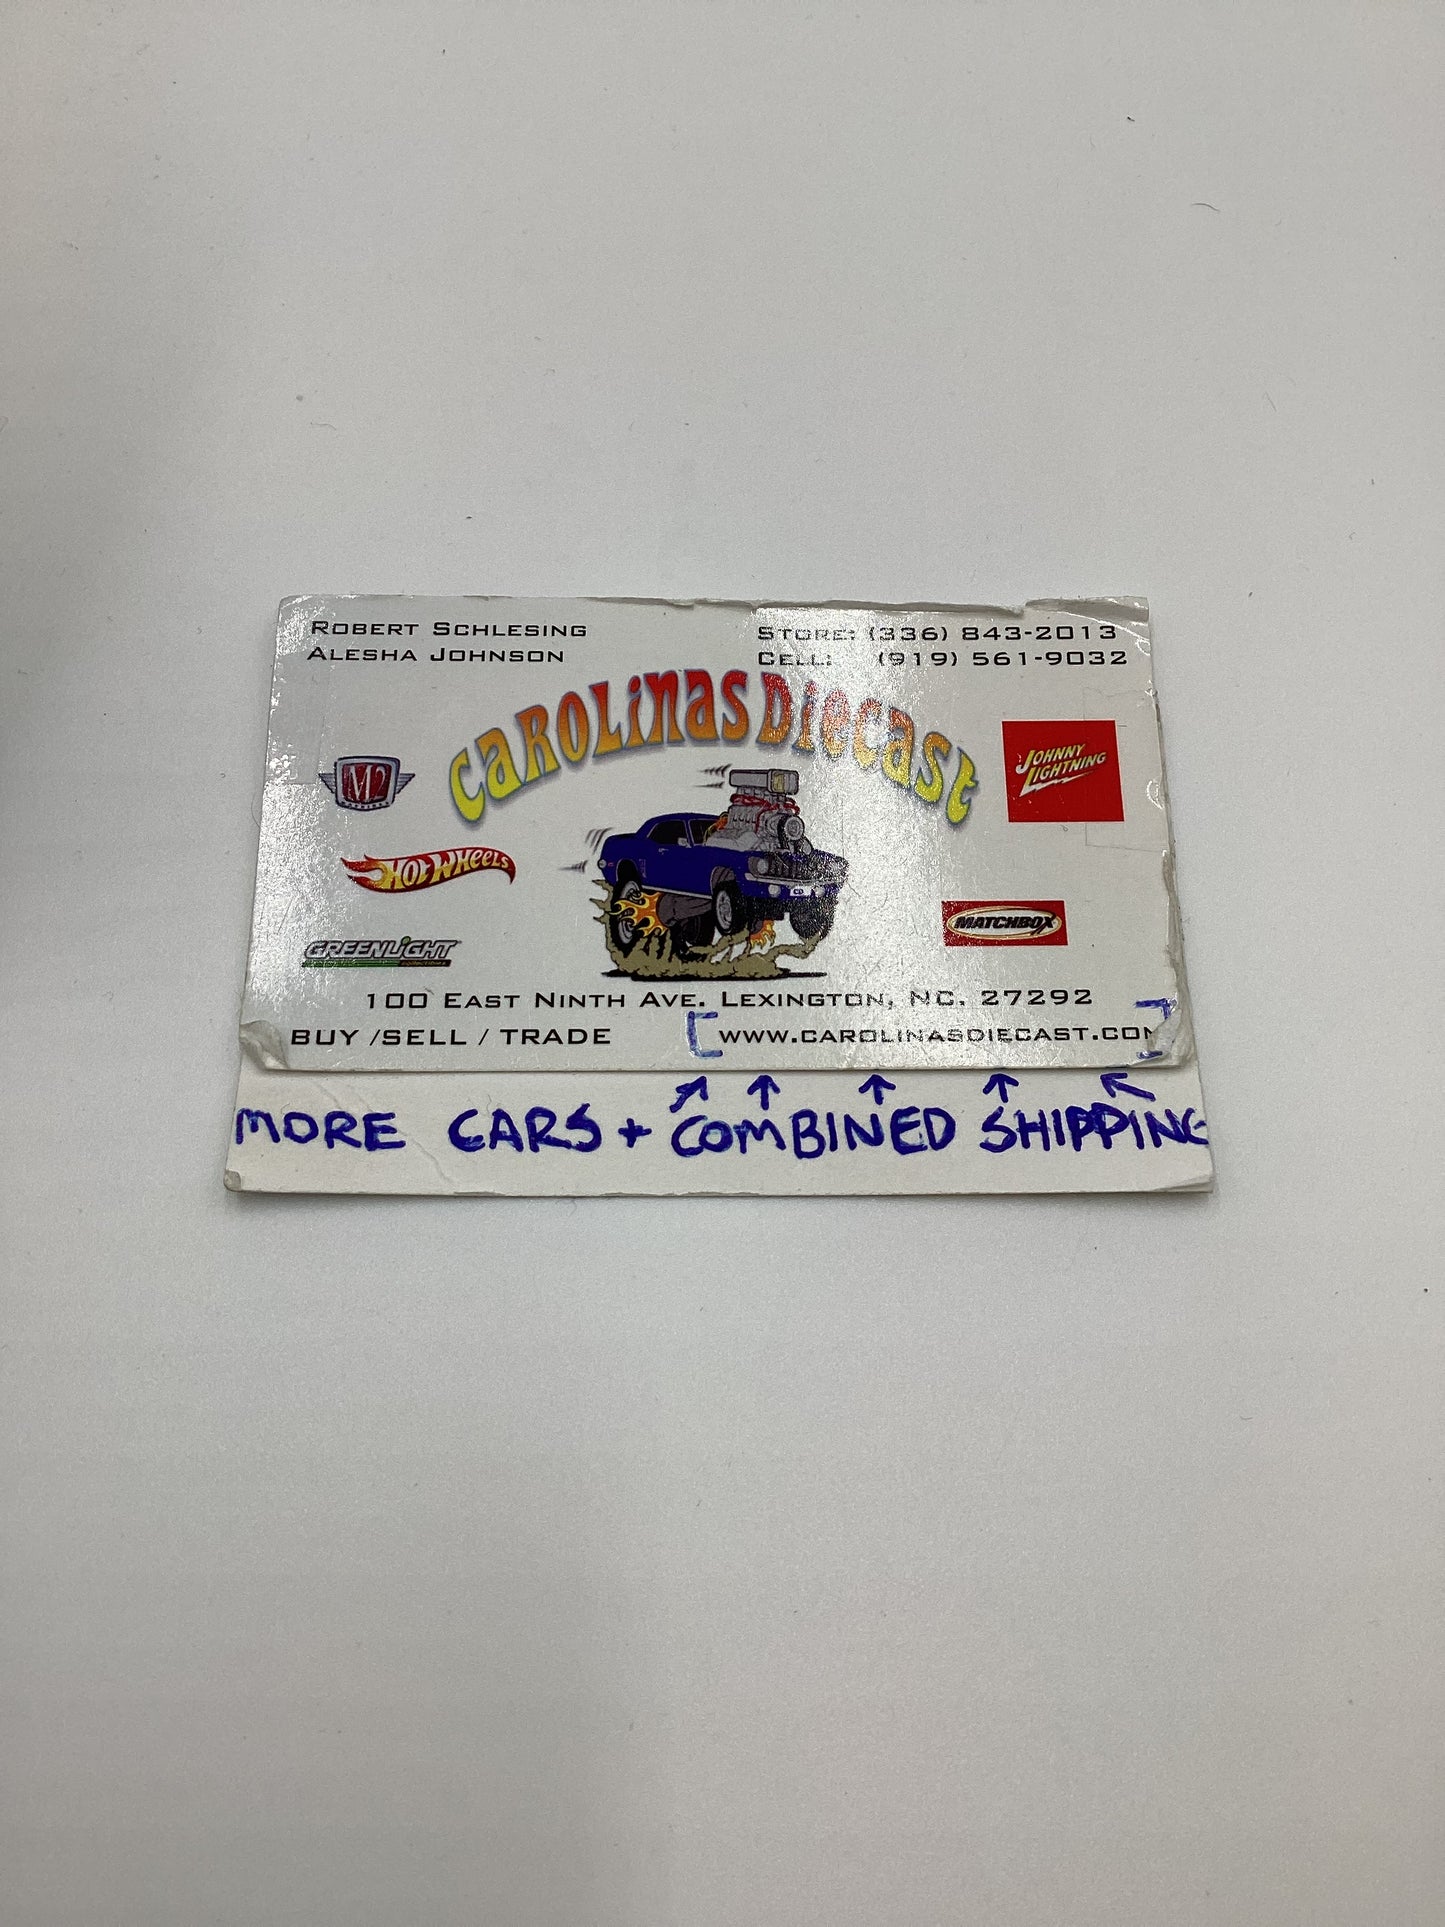 ROBERT SCHLESING
ALESHA JOHNSON
STORE: (336) 843-2013
CELL: (919) 561-9032
CAROLINAS DIECAST
M2
JOHNNY
LIGHTNING
HOT WHEELS
CD
MATCHBOX
GREENLIGHT
100 EAST NINTH AVE. LEXINGTON, NC. 27292
BUY /SELL / TRADE
[WWW.CAROLINASDIECAST.COM]
MORE CARS + COMBINED SHIPPING